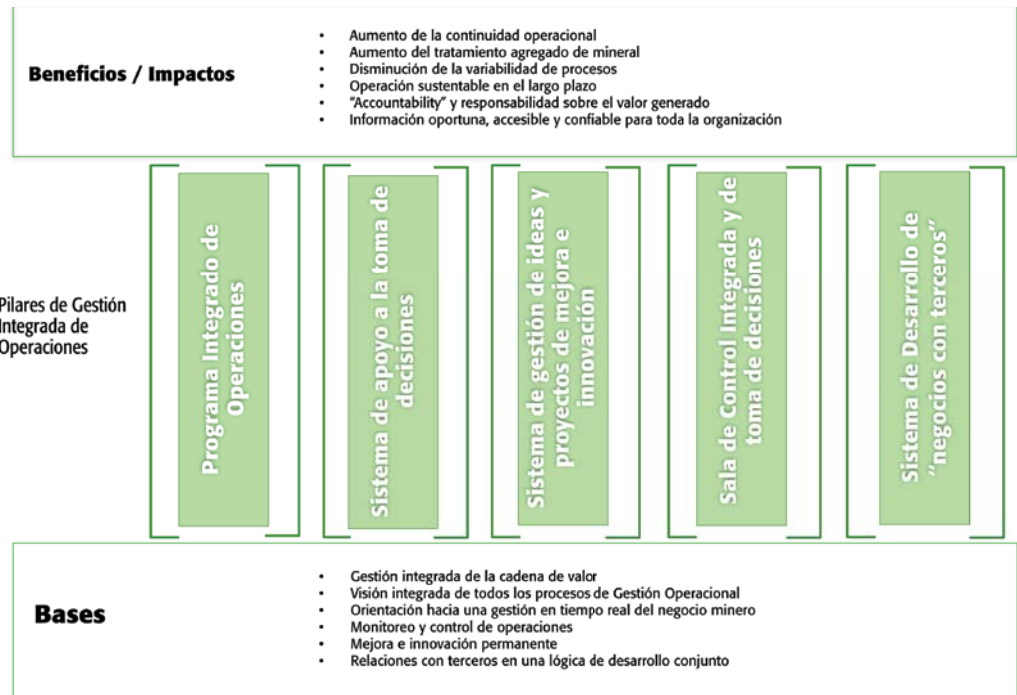 Beneficios / Impactos
• Aumento de la continuidad operacional
• Aumento del tratamiento agregado de mineral
• Disminución de la variabilidad de procesos
• Operación sustentable en el largo plazo
• “Accountability” y responsabilidad sobre el valor generado
• Información oportuna, accesible y confiable para toda la organización
Pilares de Gestión
Integrada de
Operaciones
Programa Integrado de
Operaciones
Sistema de apoyo a la toma de
decisiones
Sistema de gestión de ideas y
proyectos de mejora e
innovación
Sala de Control Integrada y de
toma de decisiones
Sistema de Desarrollo de
“negocios con terceros”
Bases
• Gestión integrada de la cadena de valor
• Visión integrada de todos los procesos de Gestión Operacional
• Orientación hacia una gestión en tiempo real del negocio minero
• Monitoreo y control de operaciones
• Mejora e innovación permanente
• Relaciones con terceros en una lógica de desarrollo conjunto